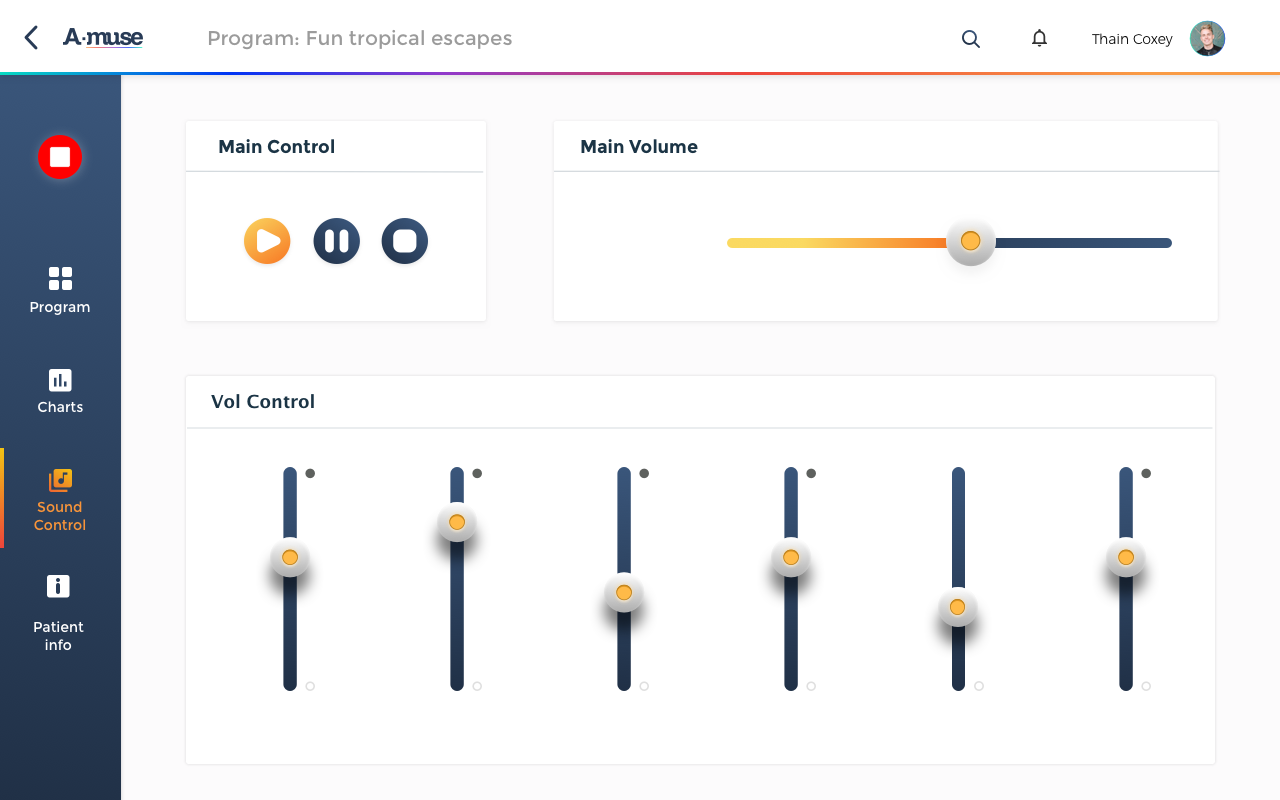 A·muse
Program: Fun tropical escapes
Thain Coxey
Main Control
Main Volume
Program
Charts
Sound
Control
Patient
info
Vol Control